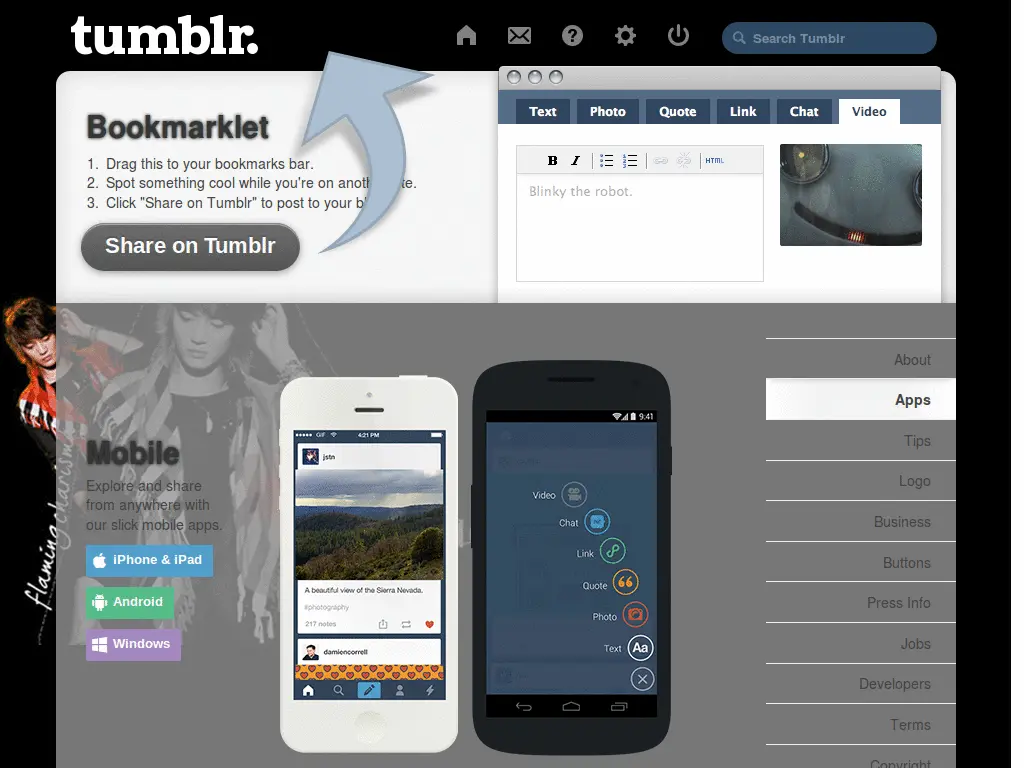 tumblr.
Search Tumblr
Bookmarklet
1. Drag this to your bookmarks bar.
2. Spot something cool while you're on anoth te.
3. Click "Share on Tumblr" to post to your bl
Share on Tumblr
Text Photo Quote Link Chat Video
B I HTML
Blinky the robot.
flaming charisma
Mobile
Explore and share
from anywhere with
our slick mobile apps.
iPhone & iPad
Android
Windows
GIF 4:21 PM
jstn
A beautiful view of the Sierra Nevada.
#photography
217 notes
damiencorrell
9:41
Video
Chat
Link
Quote
Photo
Text Aa
About
Apps
Tips
Logo
Business
Buttons
Press Info
Jobs
Developers
Terms
Copyright